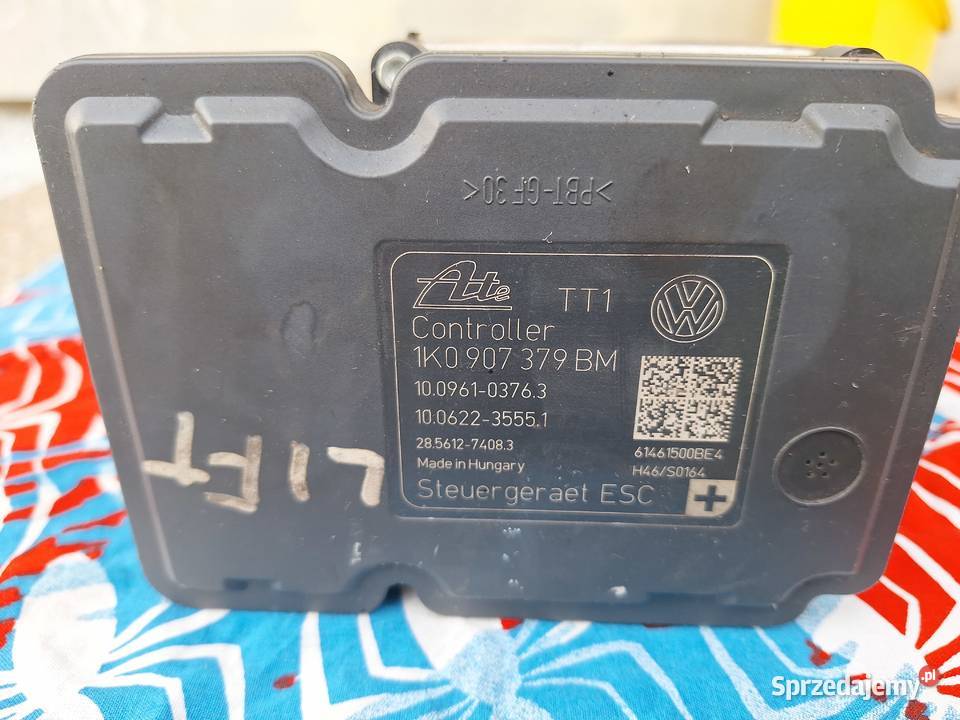 >PBT-GF30<
Ate TT1
Controller
1K0 907 379 BM
10.0961-0376.3
10.0622-3555.1
28.5612-7408.3
Made in Hungary
Steuergeraet ESC
61461500BE4
H46/S0164
LIFT
Sprzedajemy.pl